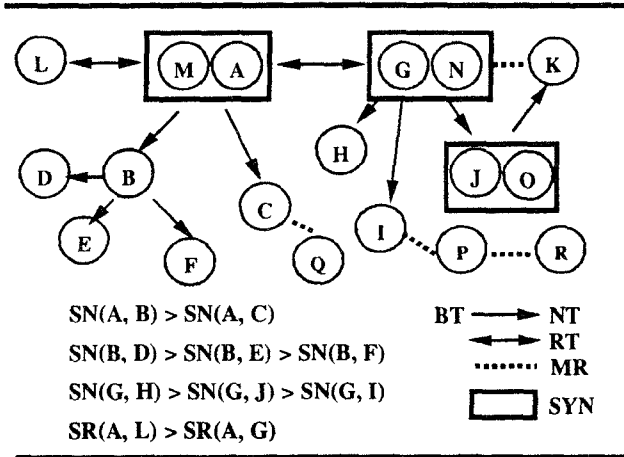 L M A G N K
H
D B J O
C
E I P R
F Q
SN(A, B) > SN(A, C)
BT NT
RT
SN(B, D) > SN(B, E) > SN(B, F)
MR
SN(G, H) > SN(G, J) > SN(G, I)
SYN
SR(A, L) > SR(A, G)